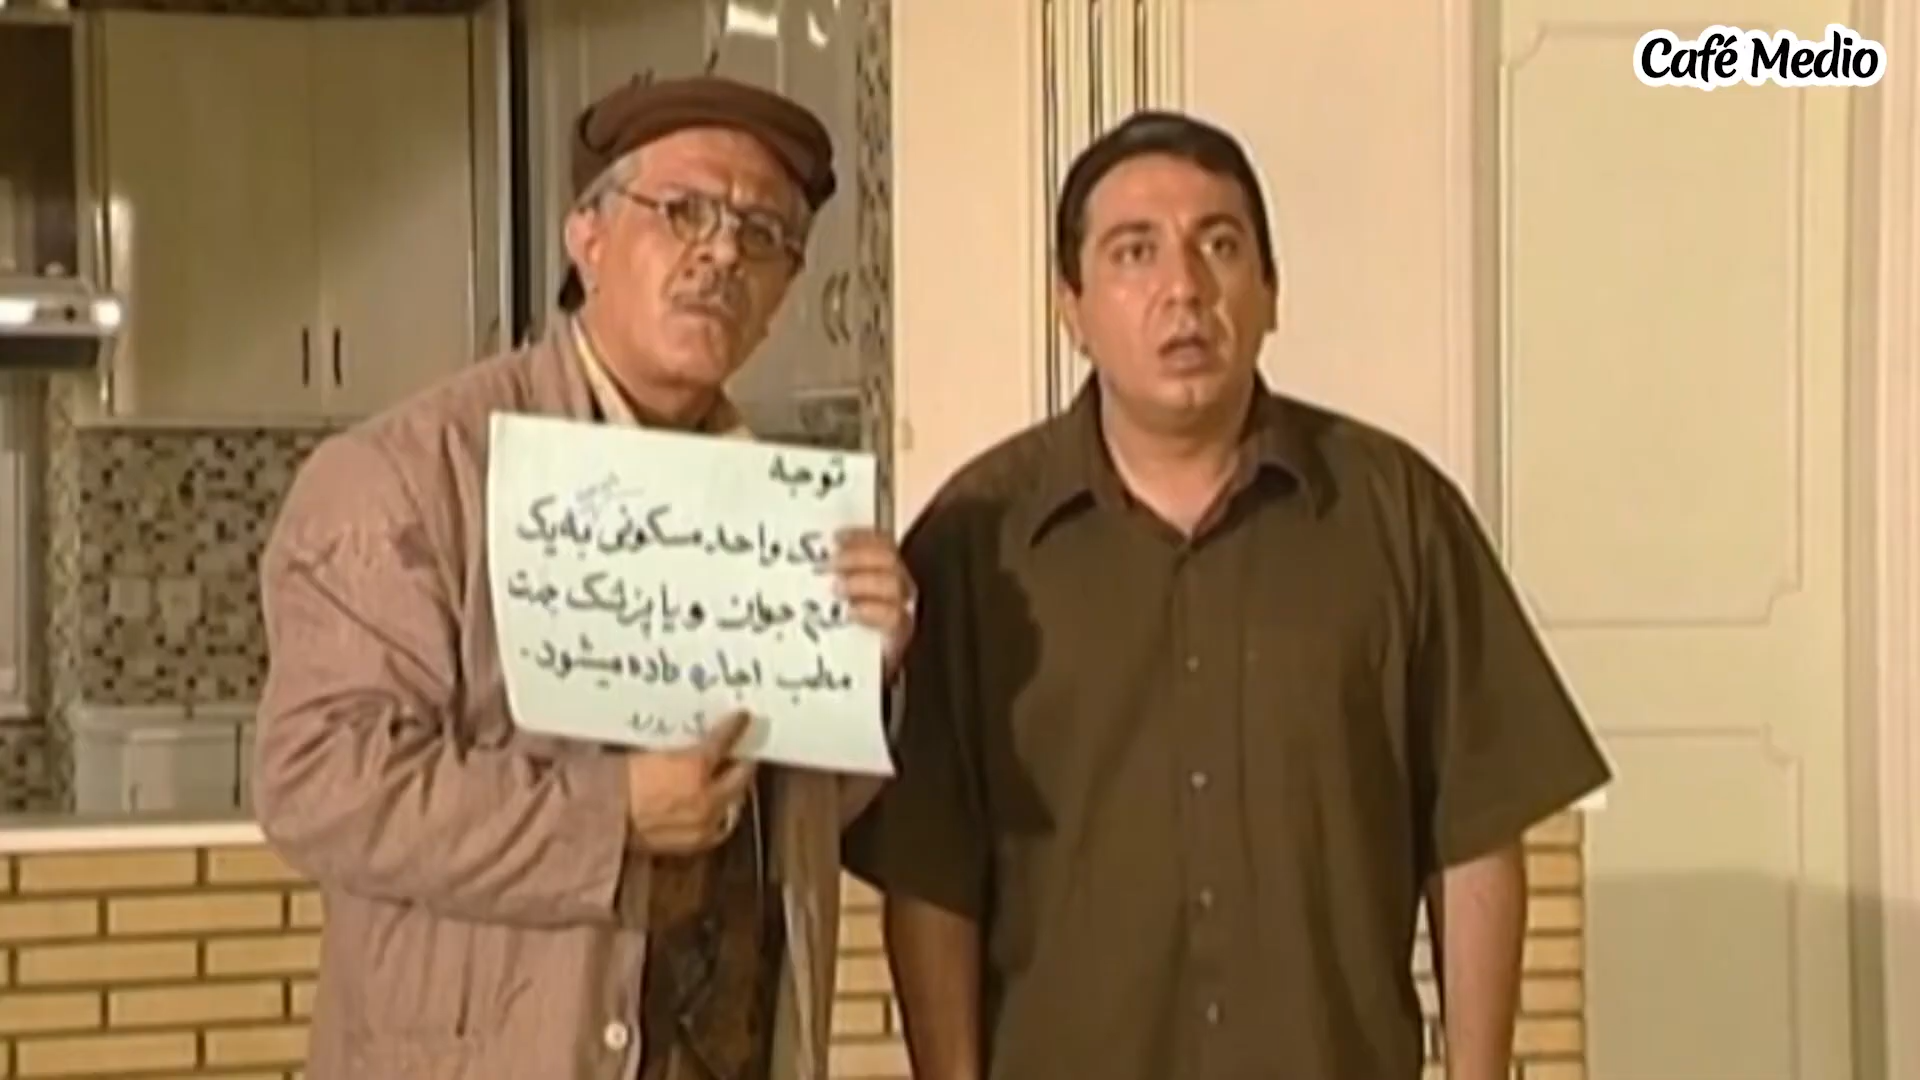 Café Medio
توجه
یک واحد مسکونی به یک
زوج جوان و یا پزشک جهت
مطب اجاره داده میشود.